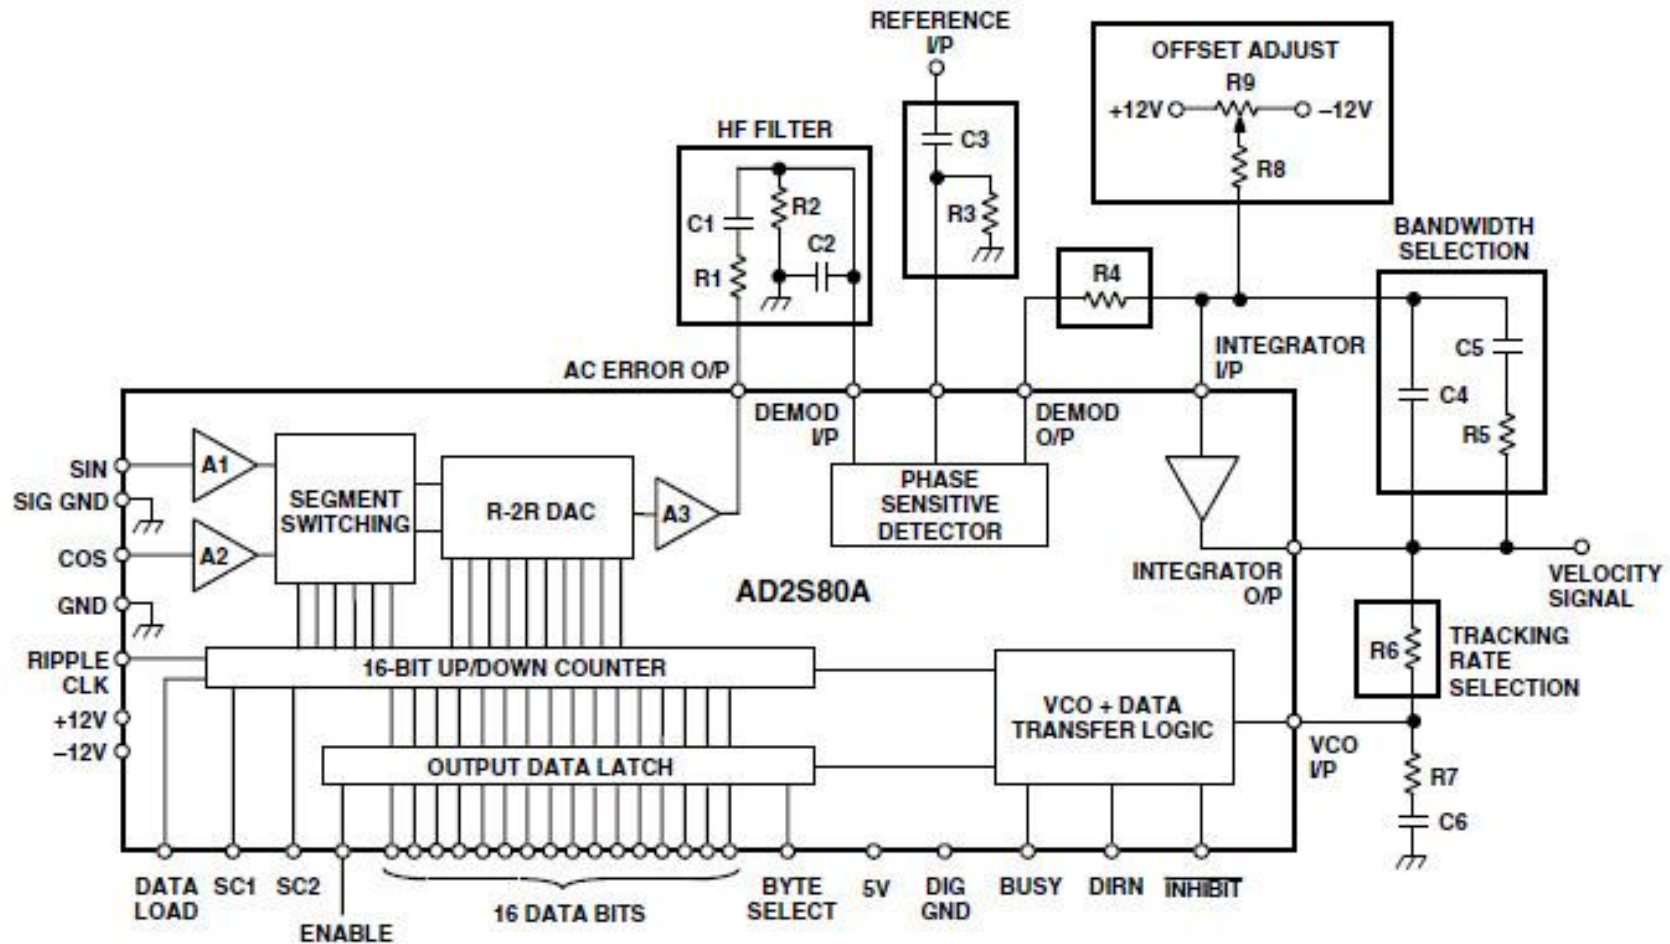 REFERENCE
I/P
OFFSET ADJUST
R9
+12V
–12V
R8
HF FILTER
C3
R3
C1
R2
C2
R1
R4
BANDWIDTH
SELECTION
C5
C4
R5
AC ERROR O/P
INTEGRATOR
I/P
DEMOD
I/P
DEMOD
O/P
SIN
SIG GND
COS
GND
RIPPLE
CLK
+12V
–12V
A1
A2
SEGMENT
SWITCHING
R-2R DAC
A3
PHASE
SENSITIVE
DETECTOR
AD2S80A
INTEGRATOR
O/P
VELOCITY
SIGNAL
R6
TRACKING
RATE
SELECTION
16-BIT UP/DOWN COUNTER
VCO + DATA
TRANSFER LOGIC
OUTPUT DATA LATCH
VCO
I/P
R7
C6
DATA
LOAD
SC1
SC2
ENABLE
16 DATA BITS
BYTE
SELECT
5V
DIG
GND
BUSY
DIRN
INHIBIT